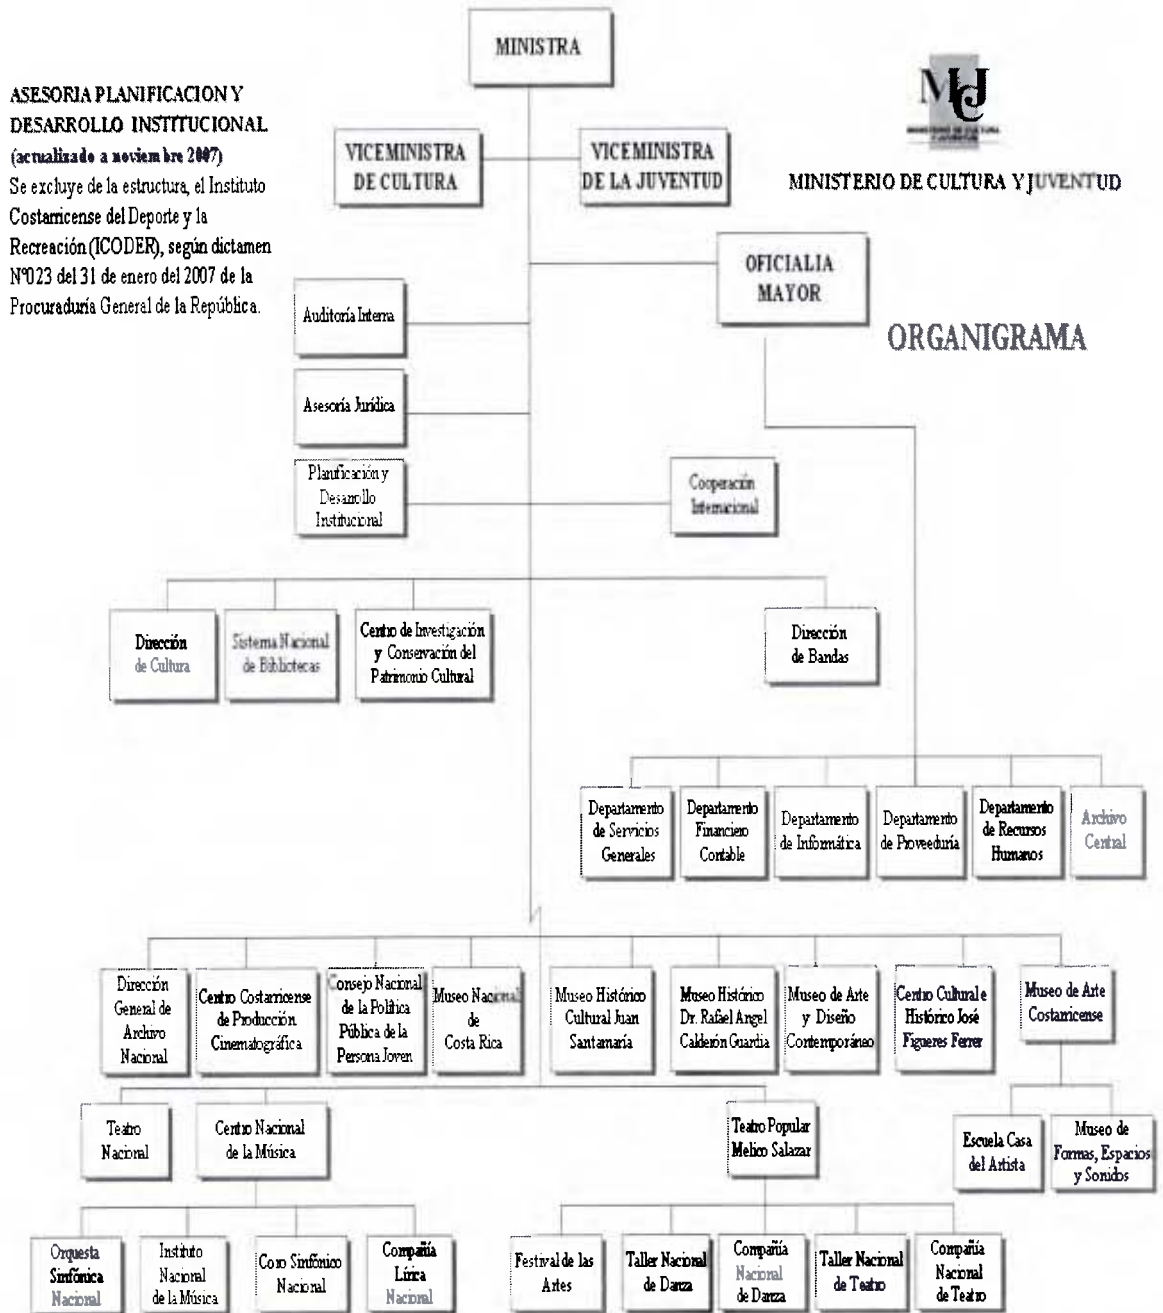 MINISTRA
ASESORIA PLANIFICACION Y
DESARROLLO INSTITUCIONAL
(actualizado a noviembre 2007)
Se excluye de la estructura, el Instituto
Costarricense del Deporte y la
Recreación (ICODER), según dictamen
Nº023 del 31 de enero del 2007 de la
Procuraduría General de la República.
MCJ
MINISTERIO DE CULTURA
Y JUVENTUD
MINISTERIO DE CULTURA Y JUVENTUD
VICEMINISTRA
DE CULTURA
VICEMINISTRA
DE LA JUVENTUD
OFICIALIA
MAYOR
ORGANIGRAMA
Auditoría Interna
Asesoría Jurídica
Planificación y
Desarrollo
Institucional
Cooperación
Internacional
Dirección
de Cultura
Sistema Nacional
de Bibliotecas
Centro de Investigación
y Conservación del
Patrimonio Cultural
Dirección
de Bandas
Departamento
de Servicios
Generales
Departamento
Financiero
Contable
Departamento
de Informática
Departamento
de Proveeduría
Departamento
de Recursos
Humanos
Archivo
Central
Dirección
General de
Archivo
Nacional
Centro Costarricense
de Producción
Cinematográfica
Consejo Nacional
de la Política
Pública de la
Persona Joven
Museo Nacional
de
Costa Rica
Museo Histórico
Cultural Juan
Santamaría
Museo Histórico
Dr. Rafael Angel
Calderón Guardia
Museo de Arte
y Diseño
Contemporáneo
Centro Cultural e
Histórico José
Figueres Ferrer
Museo de Arte
Costarricense
Teatro
Nacional
Centro Nacional
de la Música
Teatro Popular
Melico Salazar
Escuela Casa
del Artista
Museo de
Formas, Espacios
y Sonidos
Orquesta
Sinfónica
Nacional
Instituto
Nacional
de la Música
Coro Sinfónico
Nacional
Compañía
Lírica
Nacional
Festival de las
Artes
Taller Nacional
de Danza
Compañía
Nacional
de Danza
Taller Nacional
de Teatro
Compañía
Nacional
de Teatro